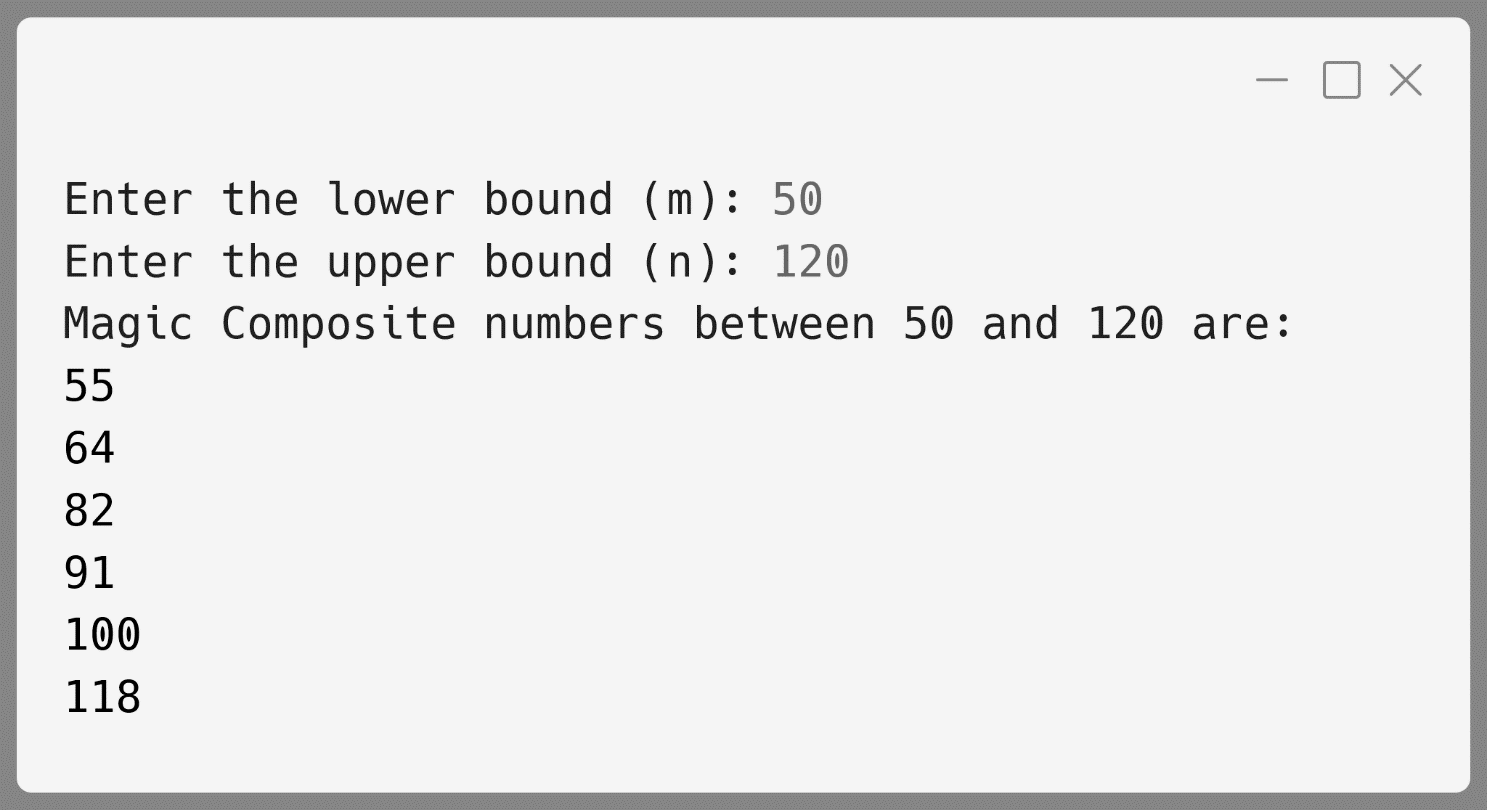 Enter the lower bound (m): 50
Enter the upper bound (n): 120
Magic Composite numbers between 50 and 120 are:
55
64
82
91
100
118